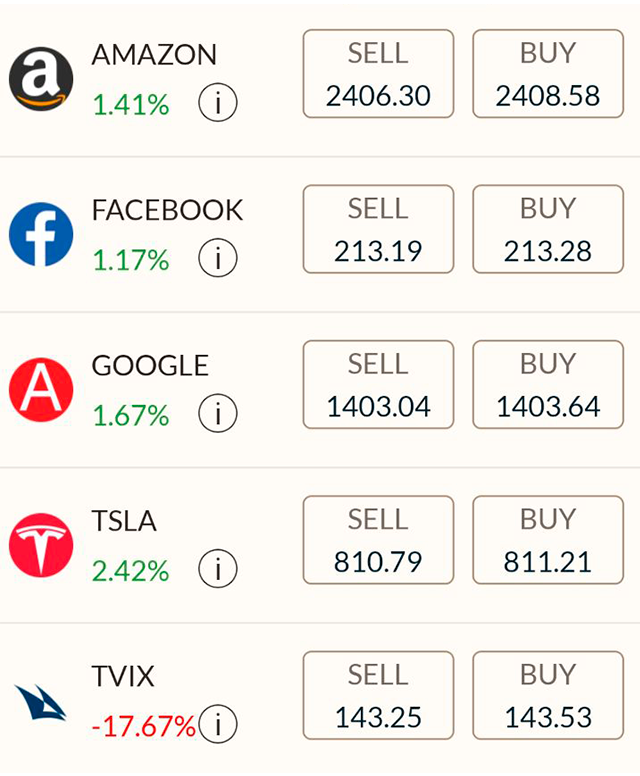 AMAZON
1.41% i
SELL
2406.30
BUY
2408.58
FACEBOOK
1.17% i
SELL
213.19
BUY
213.28
GOOGLE
1.67% i
SELL
1403.04
BUY
1403.64
TSLA
2.42% i
SELL
810.79
BUY
811.21
TVIX
-17.67% i
SELL
143.25
BUY
143.53